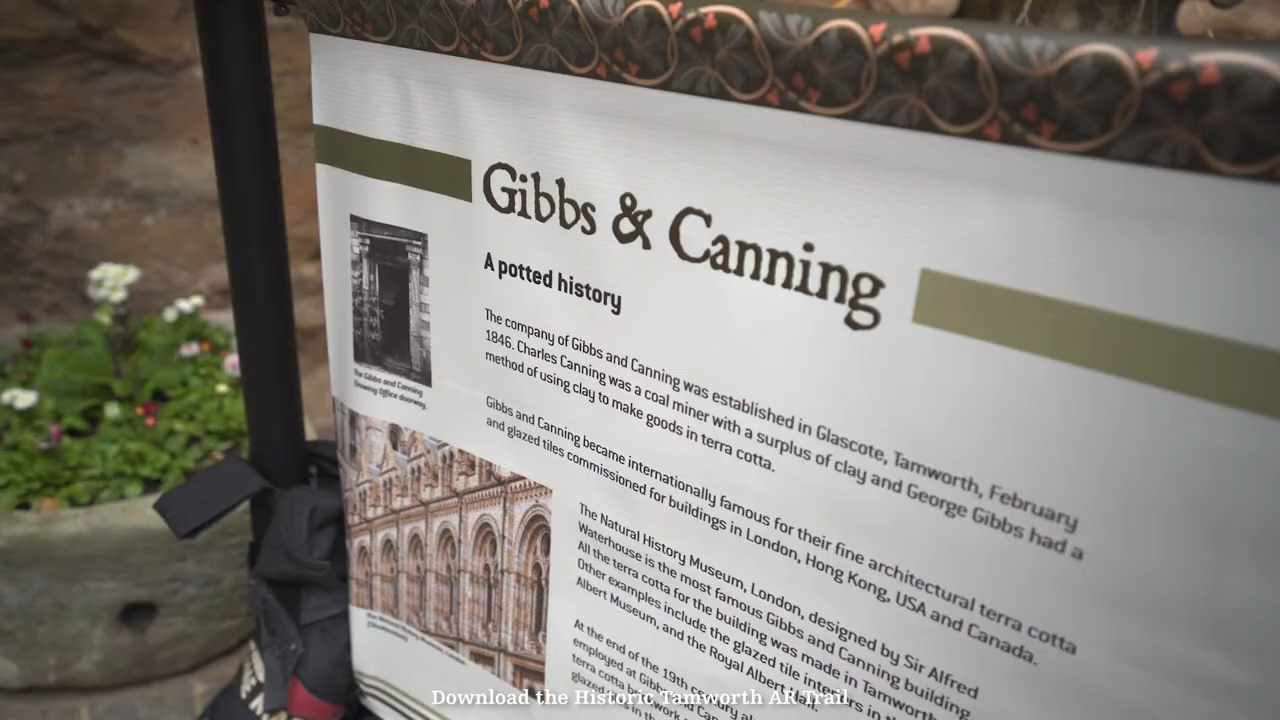 Gibbs & Canning
A potted history
The company of Gibbs and Canning was established in Glascote, Tamworth, February
1846. Charles Canning was a coal miner with a surplus of clay and George Gibbs had a
method of using clay to make goods in terra cotta.
Gibbs and Canning became internationally famous for their fine architectural terra cotta
and glazed tiles commissioned for buildings in London, Hong Kong, USA and Canada.
The Gibbs and Canning
Drawing Office doorway.
The Natural History Museum, London, designed by Sir Alfred
Waterhouse is the most famous Gibbs and Canning building.
All the terra cotta for the building was made in Tamworth.
Other examples include the glazed tile interiors in the
Albert Museum, and the Royal Albert
At the end of the 19th century
employed at Gibbs and Can
terra cotta
glazed
Download the Historic Tamworth AR Trail